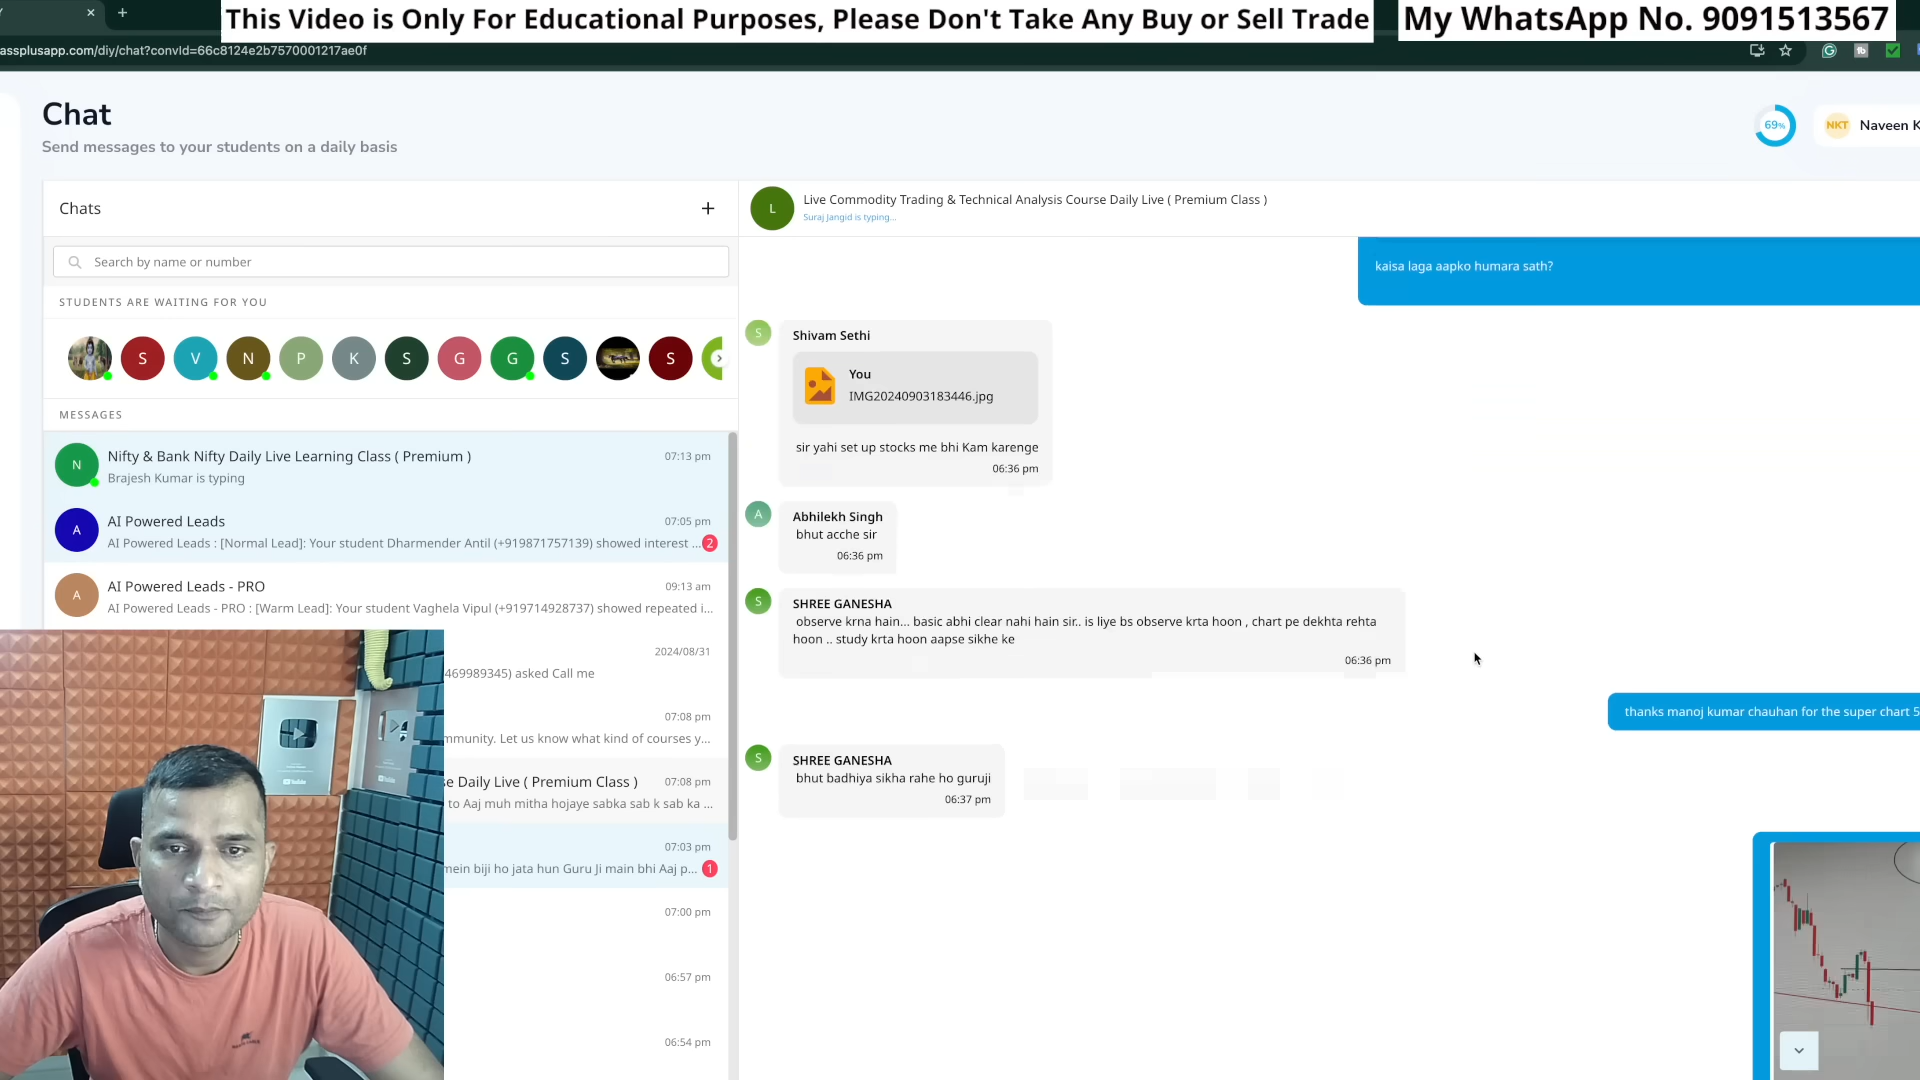 This Video is Only For Educational Purposes, Please Don't Take Any Buy or Sell Trade
My WhatsApp No. 9091513567
assplusapp.com/diy/chat?convId=66c8124e2b7570001217ae0f
Chat
Send messages to your students on a daily basis
69%
NKT
Naveen K
Chats
Search by name or number
STUDENTS ARE WAITING FOR YOU
S
V
N
P
K
S
G
G
S
S
MESSAGES
N
Nifty & Bank Nifty Daily Live Learning Class ( Premium )
07:13 pm
Brajesh Kumar is typing
A
AI Powered Leads
07:05 pm
AI Powered Leads : [Normal Lead]: Your student Dharmender Antil (+919871757139) showed interest ...
2
A
AI Powered Leads - PRO
09:13 am
AI Powered Leads - PRO : [Warm Lead]: Your student Vaghela Vipul (+919714928737) showed repeated i...
2024/08/31
469989345) asked Call me
07:08 pm
mmunity. Let us know what kind of courses y...
e Daily Live ( Premium Class )
07:08 pm
to Aaj muh mitha hojaye sabka sab k sab ka ...
07:03 pm
mein biji ho jata hun Guru Ji main bhi Aaj p...
1
07:00 pm
06:57 pm
06:54 pm
L
Live Commodity Trading & Technical Analysis Course Daily Live ( Premium Class )
Suraj Jangid is typing...
kaisa laga aapko humara sath?
S
Shivam Sethi
You
IMG20240903183446.jpg
sir yahi set up stocks me bhi Kam karenge
06:36 pm
A
Abhilekh Singh
bhut acche sir
06:36 pm
S
SHREE GANESHA
observe krna hain... basic abhi clear nahi hain sir.. is liye bs observe krta hoon , chart pe dekhta rehta
hoon .. study krta hoon aapse sikhe ke
06:36 pm
thanks manoj kumar chauhan for the super chart 5
S
SHREE GANESHA
bhut badhiya sikha rahe ho guruji
06:37 pm